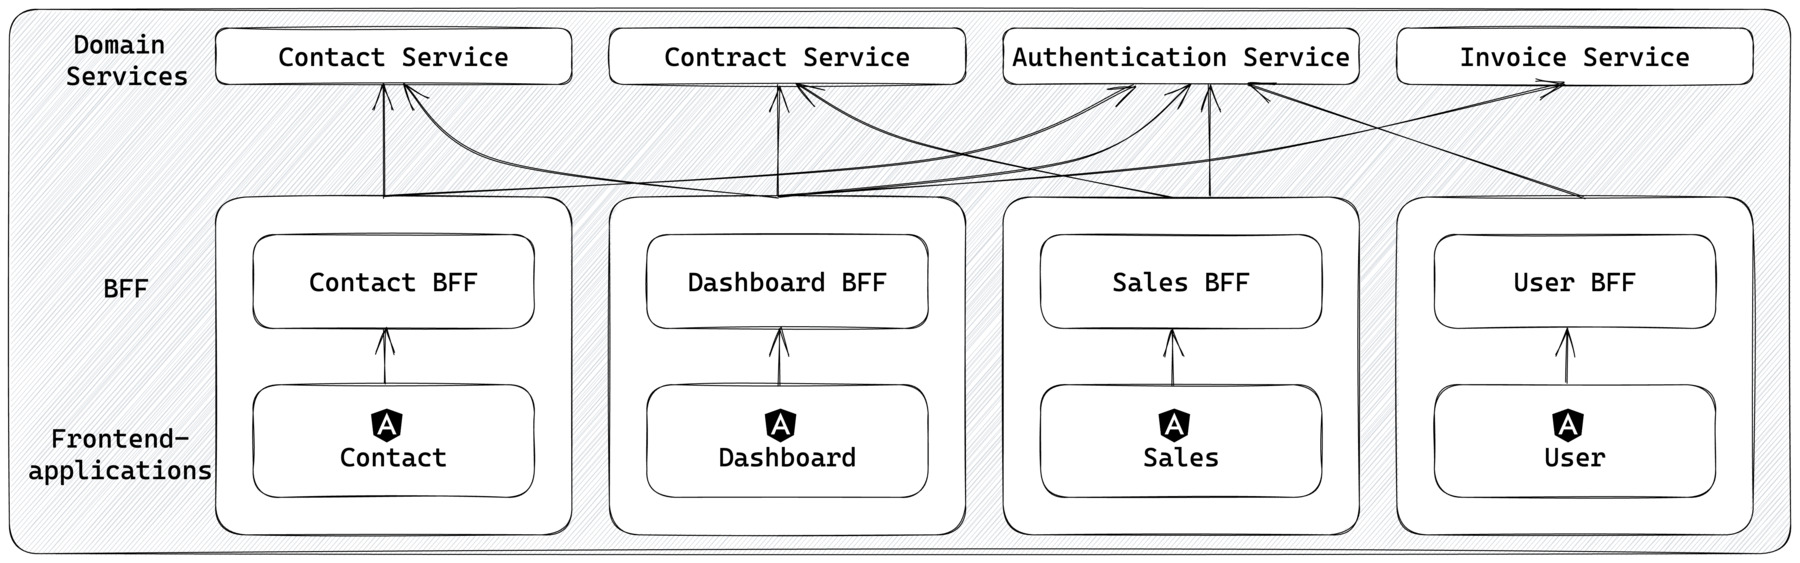 Domain
Services
Contact Service
Contract Service
Authentication Service
Invoice Service
BFF
Contact BFF
Dashboard BFF
Sales BFF
User BFF
Frontend-
applications
A
Contact
A
Dashboard
A
Sales
A
User